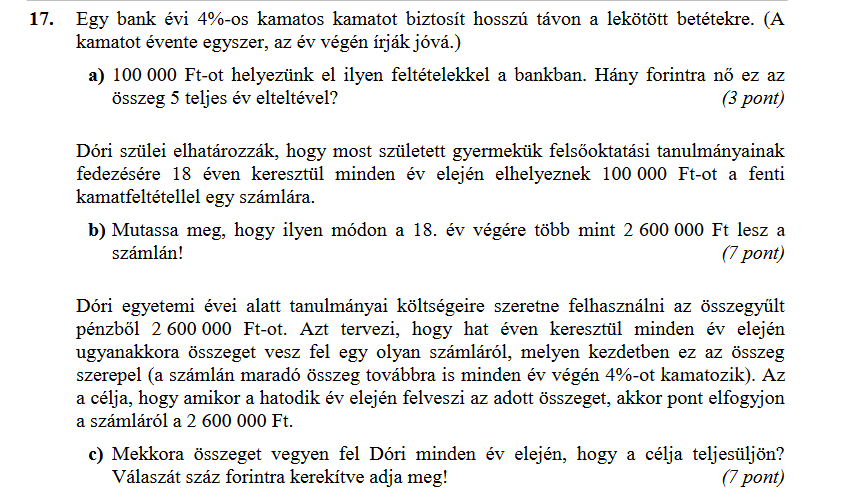 17. Egy bank évi 4%-os kamatos kamatot biztosít hosszú távon a lekötött betétekre. (A
kamatot évente egyszer, az év végén írják jóvá.)
a) 100 000 Ft-ot helyezünk el ilyen feltételekkel a bankban. Hány forintra nő ez az
összeg 5 teljes év elteltével? (3 pont)
Dóri szülei elhatározzák, hogy most született gyermekük felsőoktatási tanulmányainak
fedezésére 18 éven keresztül minden év elején elhelyeznek 100 000 Ft-ot a fenti
kamatfeltétellel egy számlára.
b) Mutassa meg, hogy ilyen módon a 18. év végére több mint 2 600 000 Ft lesz a
számlán! (7 pont)
Dóri egyetemi évei alatt tanulmányai költségeire szeretne felhasználni az összegyűlt
pénzből 2 600 000 Ft-ot. Azt tervezi, hogy hat éven keresztül minden év elején
ugyanakkora összeget vesz fel egy olyan számláról, melyen kezdetben ez az összeg
szerepel (a számlán maradó összeg továbbra is minden év végén 4%-ot kamatozik). Az
a célja, hogy amikor a hatodik év elején felveszi az adott összeget, akkor pont elfogyjon
a számláról a 2 600 000 Ft.
c) Mekkora összeget vegyen fel Dóri minden év elején, hogy a célja teljesüljön?
Válaszát száz forintra kerekítve adja meg! (7 pont)